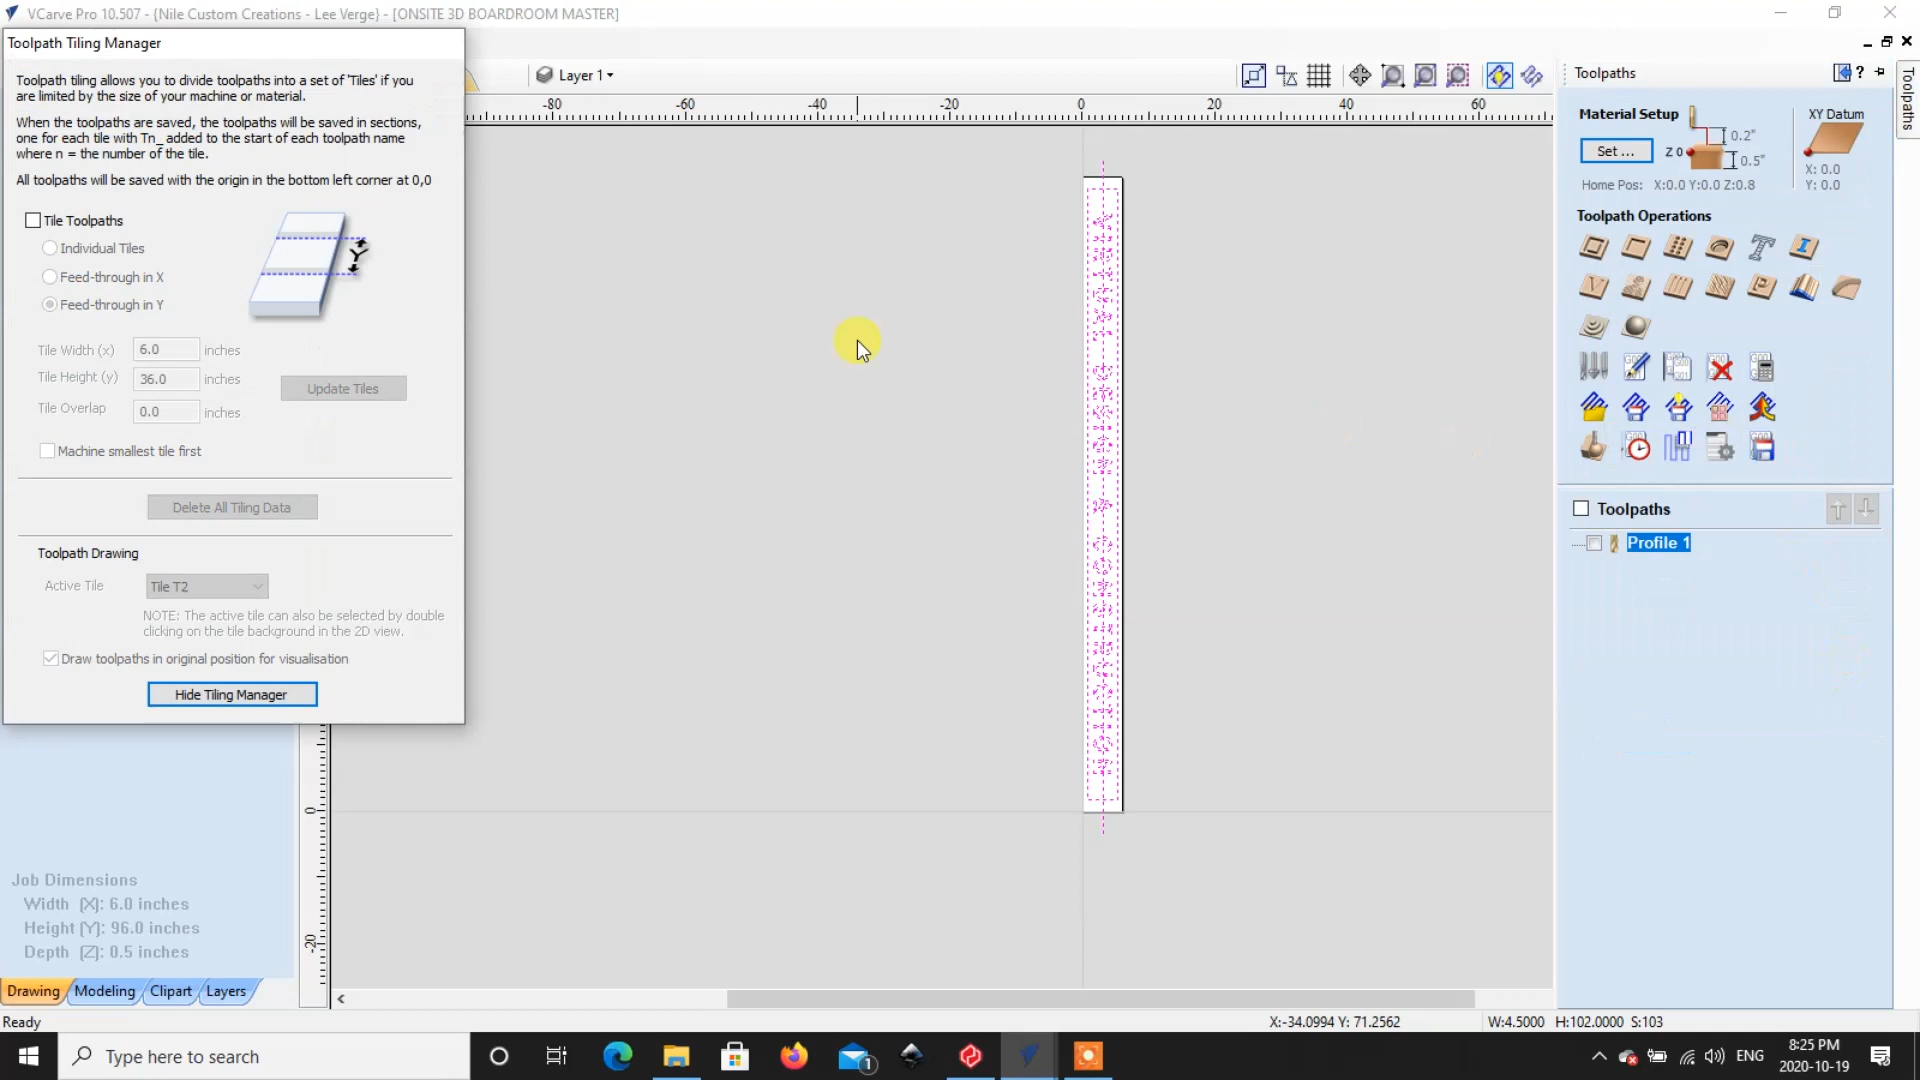 VCarve Pro 10.507 - {Nile Custom Creations - Lee Verge} - [ONSITE 3D BOARDROOM MASTER]
Toolpath Tiling Manager
Toolpath tiling allows you to divide toolpaths into a set of 'Tiles' if you
are limited by the size of your machine or material.
When the toolpaths are saved, the toolpaths will be saved in sections,
one for each tile with Tn_ added to the start of each toolpath name
where n = the number of the tile.
All toolpaths will be saved with the origin in the bottom left corner at 0,0
Tile Toolpaths
Individual Tiles
Feed-through in X
Feed-through in Y
Y
Tile Width (x) 6.0 inches
Tile Height (y) 36.0 inches
Tile Overlap 0.0 inches
Update Tiles
Machine smallest tile first
Delete All Tiling Data
Toolpath Drawing
Active Tile Tile T2
NOTE: The active tile can also be selected by double
clicking on the tile background in the 2D view.
Draw toolpaths in original position for visualisation
Hide Tiling Manager
Job Dimensions
Width (X): 6.0 inches
Height (Y): 96.0 inches
Depth (Z): 0.5 inches
Drawing Modeling Clipart Layers
Ready
Layer 1
-80 -60 -40 -20 0 20 40 60
0
-20
Toolpaths
Toolpaths
Material Setup
Set ...
Z 0
0.2"
0.5"
XY Datum
X: 0.0
Y: 0.0
Home Pos: X:0.0 Y:0.0 Z:0.8
Toolpath Operations
Toolpaths
Profile 1
X:-34.0994 Y: 71.2562
W:4.5000 H:102.0000 S:103
Type here to search
1
ENG
8:25 PM
2020-10-19